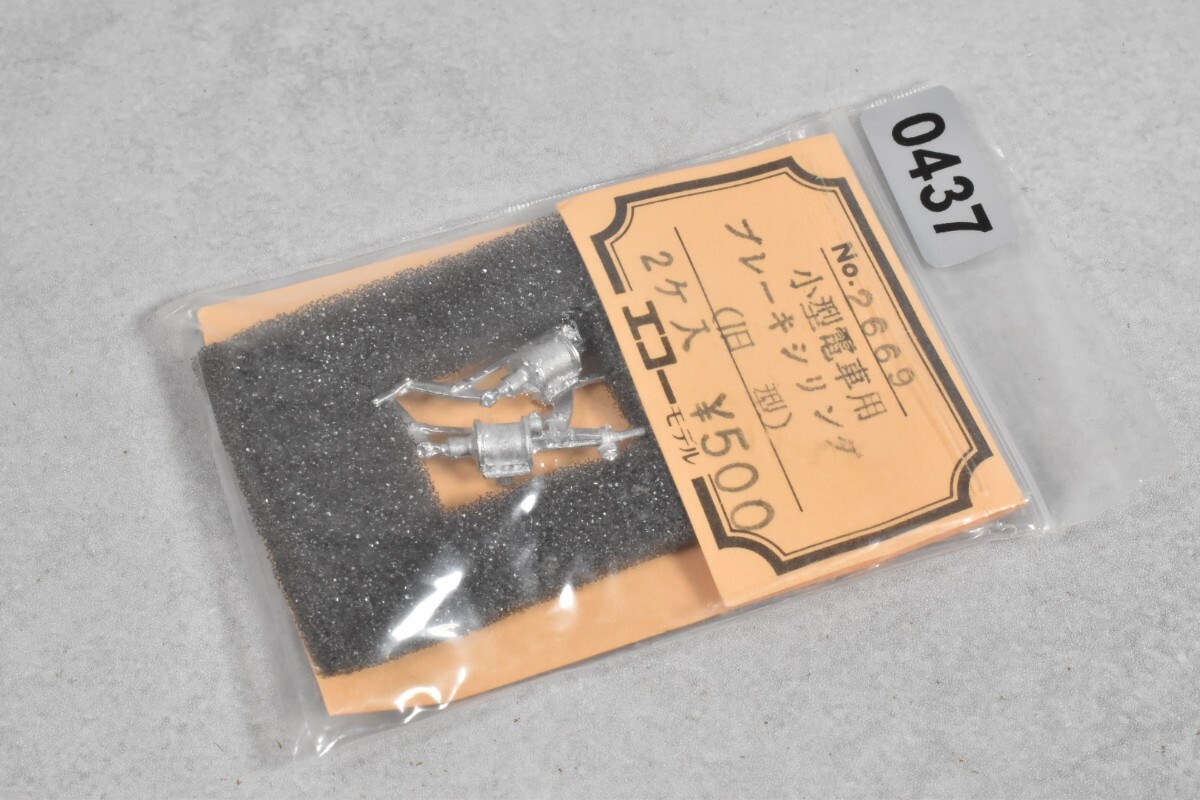 No.2669
小型電車用
ブレーキシリンダ
(旧型)
2ケ入 ¥500
エコーモデル
0437